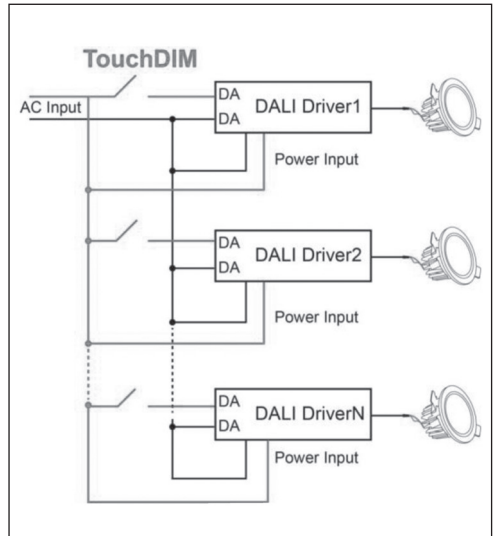 TouchDIM
AC Input
DA
DA
DALI Driver1
Power Input
DA
DA
DALI Driver2
Power Input
DA
DA
DALI DriverN
Power Input